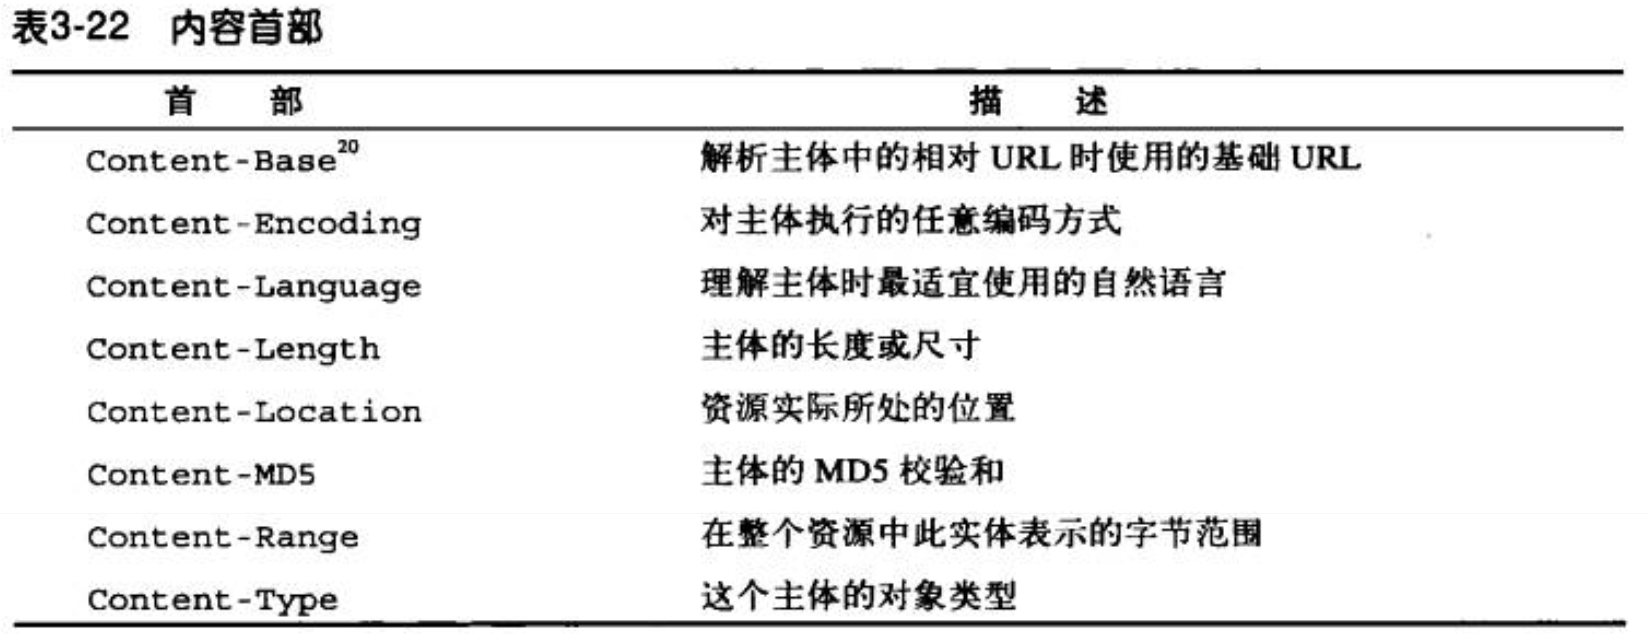 表3-22 内容首部
首 部 描 述
Content-Base20 解析主体中的相对 URL 时使用的基础 URL
Content-Encoding 对主体执行的任意编码方式
Content-Language 理解主体时最适宜使用的自然语言
Content-Length 主体的长度或尺寸
Content-Location 资源实际所处的位置
Content-MD5 主体的 MD5 校验和
Content-Range 在整个资源中此实体表示的字节范围
Content-Type 这个主体的对象类型